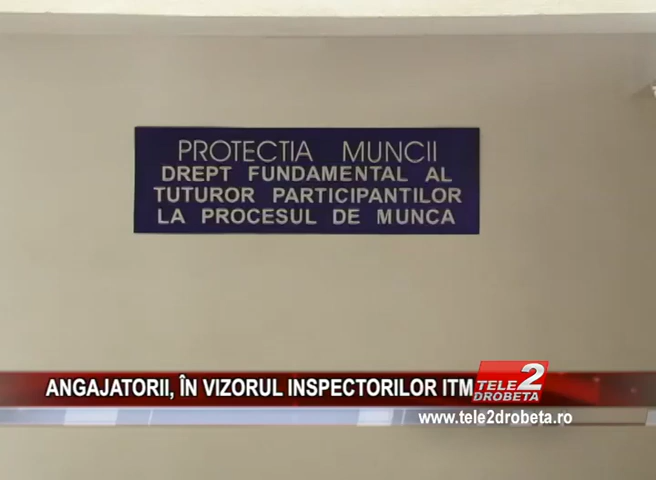 PROTECTIA MUNCII
DREPT FUNDAMENTAL AL
TUTUROR PARTICIPANTILOR
LA PROCESUL DE MUNCA
ANGAJATORII, ÎN VIZORUL INSPECTORILOR ITM
TELE 2
DROBETA
www.tele2drobeta.ro